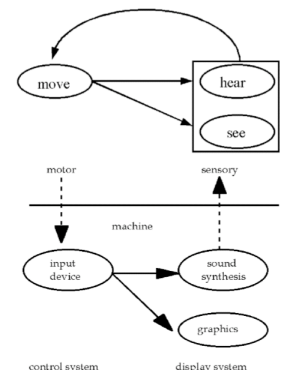 move
hear
see
motor
sensory
machine
input
device
sound
synthesis
graphics
control system
display system